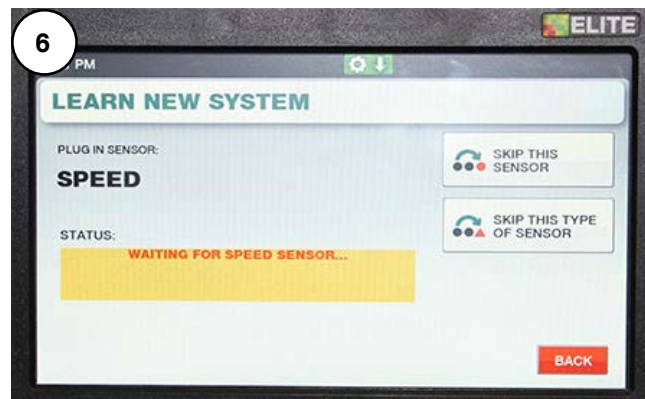 6
ELITE
PM
LEARN NEW SYSTEM
PLUG IN SENSOR:
SPEED
SKIP THIS
SENSOR
STATUS:
WAITING FOR SPEED SENSOR...
SKIP THIS TYPE
OF SENSOR
BACK